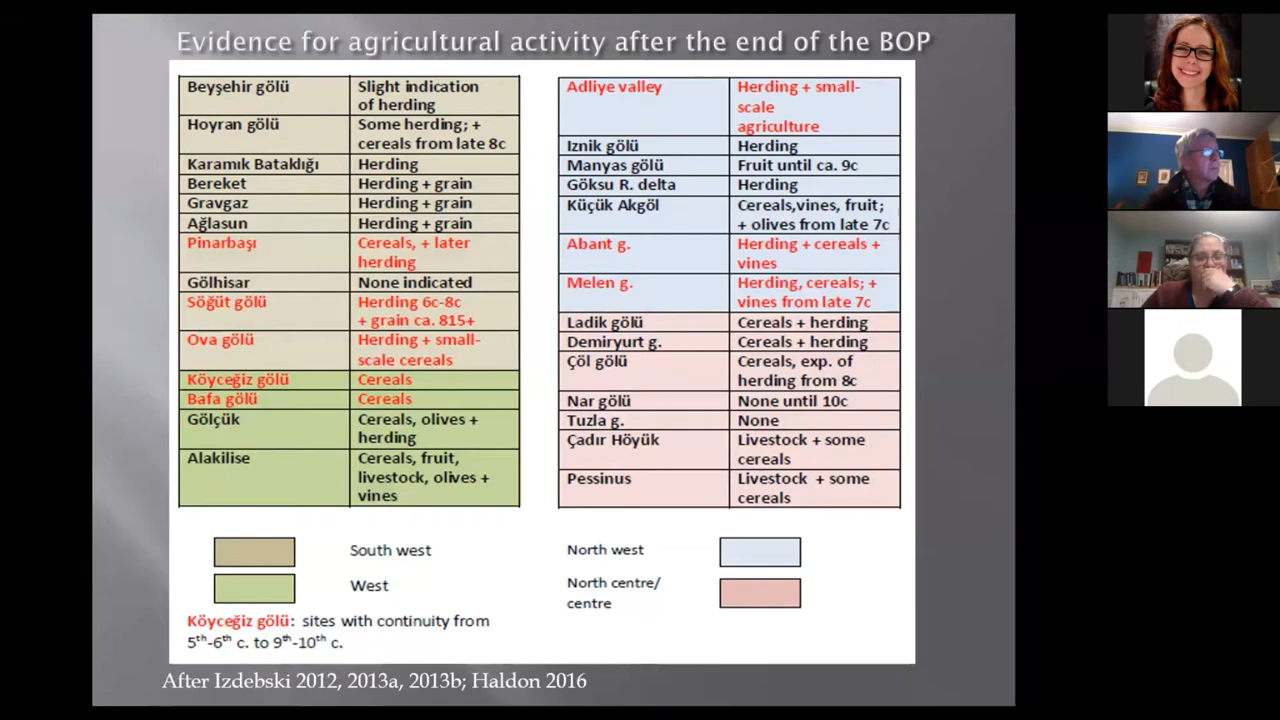 Evidence for agricultural activity after the end of the BOP
Beyşehir gölü Slight indication
of herding
Hoyran gölü Some herding; +
cereals from late 8c
Karamık Bataklığı Herding
Bereket Herding + grain
Gravgaz Herding + grain
Ağlasun Herding + grain
Pinarbaşı Cereals, + later
herding
Gölhisar None indicated
Söğüt gölü Herding 6c-8c
+ grain ca. 815+
Ova gölü Herding + small-
scale cereals
Köyceğiz gölü Cereals
Bafa gölü Cereals
Gölçük Cereals, olives +
herding
Alakilise Cereals, fruit,
livestock, olives +
vines
Adliye valley Herding + small-
scale
agriculture
Iznik gölü Herding
Manyas gölü Fruit until ca. 9c
Göksu R. delta Herding
Küçük Akgöl Cereals,vines, fruit;
+ olives from late 7c
Abant g. Herding + cereals +
vines
Melen g. Herding, cereals; +
vines from late 7c
Ladik gölü Cereals + herding
Demiryurt g. Cereals + herding
Çöl gölü Cereals, exp. of
herding from 8c
Nar gölü None until 10c
Tuzla g. None
Çadır Höyük Livestock + some
cereals
Pessinus Livestock + some
cereals
South west
West
North west
North centre/
centre
Köyceğiz gölü: sites with continuity from
5th-6th c. to 9th-10th c.
After Izdebski 2012, 2013a, 2013b; Haldon 2016